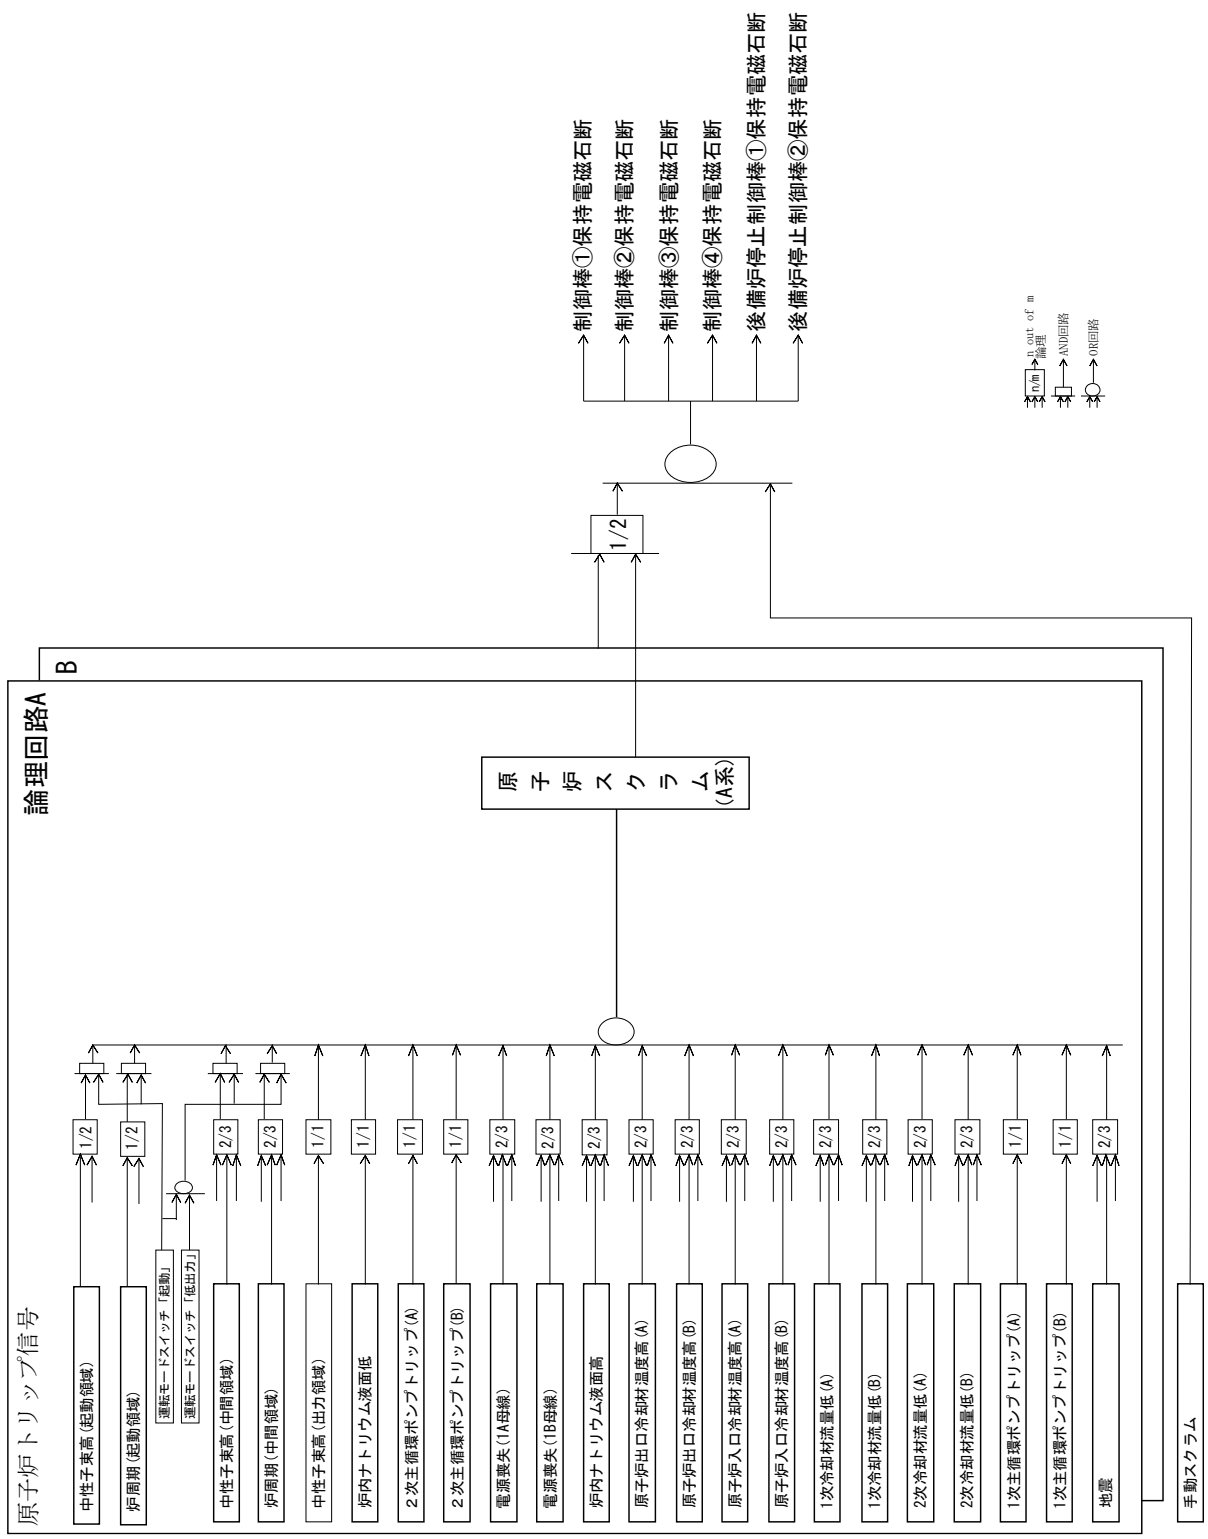 原子炉トリップ信号
論理回路A
B
中性子束高(起動領域)
1/2
炉周期(起動領域)
1/2
運転モードスイッチ「起動」
運転モードスイッチ「低出力」
中性子束高(中間領域)
2/3
炉周期(中間領域)
2/3
中性子束高(出力領域)
1/1
炉内ナトリウム液面低
1/1
2次主循環ポンプトリップ(A)
1/1
2次主循環ポンプトリップ(B)
1/1
電源喪失(1A母線)
2/3
電源喪失(1B母線)
2/3
炉内ナトリウム液面高
2/3
原子炉出口冷却材温度高(A)
2/3
原子炉出口冷却材温度高(B)
2/3
原子炉入口冷却材温度高(A)
2/3
原子炉入口冷却材温度高(B)
2/3
1次冷却材流量低(A)
2/3
1次冷却材流量低(B)
2/3
2次冷却材流量低(A)
2/3
2次冷却材流量低(B)
2/3
1次主循環ポンプトリップ(A)
1/1
1次主循環ポンプトリップ(B)
1/1
地震
2/3
手動スクラム
原子炉スクラム
(A系)
1/2
制御棒①保持電磁石断
制御棒②保持電磁石断
制御棒③保持電磁石断
制御棒④保持電磁石断
後備炉停止制御棒①保持電磁石断
後備炉停止制御棒②保持電磁石断
n/m
n out of m
論理
AND回路
OR回路